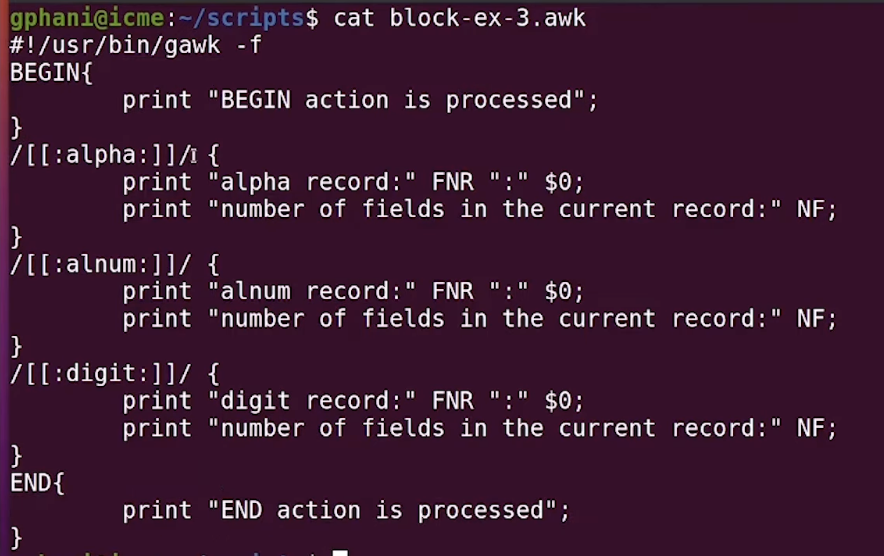 gphani@icme:~/scripts$ cat block-ex-3.awk
#!/usr/bin/gawk -f
BEGIN{
        print "BEGIN action is processed";
}
/[[:alpha:]]/ {
        print "alpha record:" FNR ":" $0;
        print "number of fields in the current record:" NF;
}
/[[:alnum:]]/ {
        print "alnum record:" FNR ":" $0;
        print "number of fields in the current record:" NF;
}
/[[:digit:]]/ {
        print "digit record:" FNR ":" $0;
        print "number of fields in the current record:" NF;
}
END{
        print "END action is processed";
}